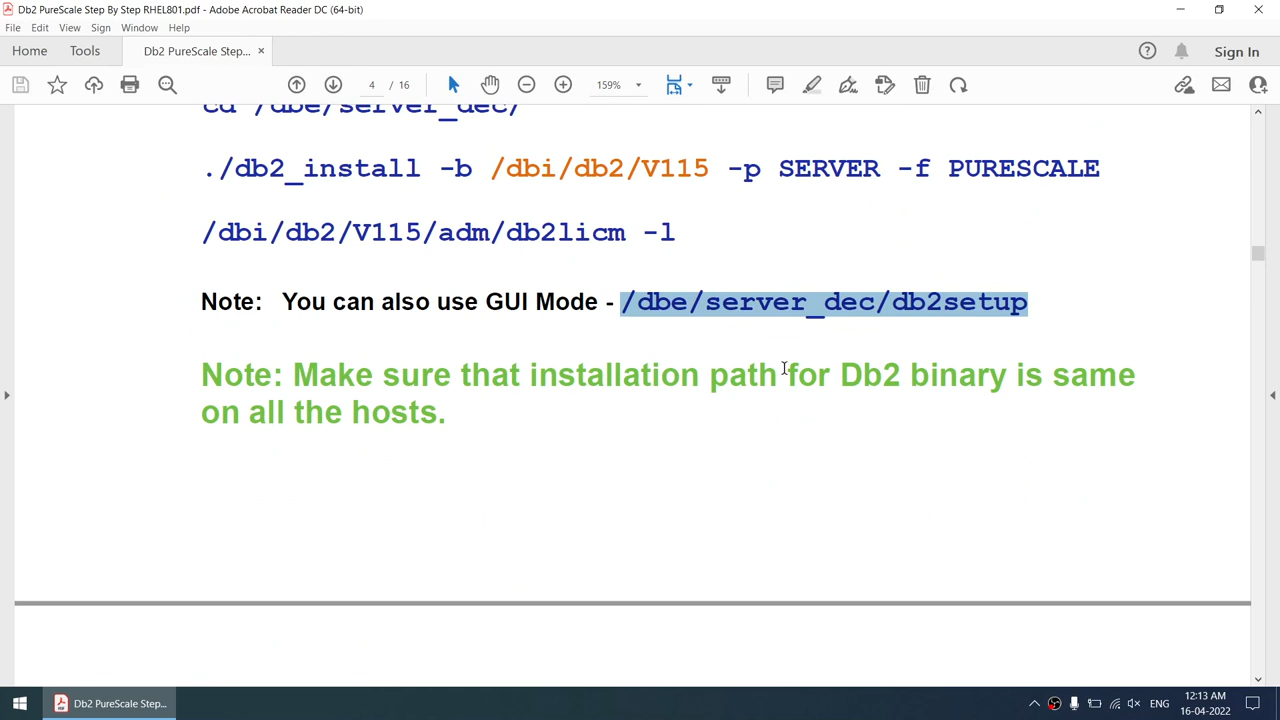 Db2 PureScale Step By Step RHEL801.pdf - Adobe Acrobat Reader DC (64-bit)
File Edit View Sign Window Help
Home Tools Db2 PureScale Step... × Sign In
4 / 16 159%
cd /dbe/server_dec/
./db2_install -b /dbi/db2/V115 -p SERVER -f PURESCALE
/dbi/db2/V115/adm/db2licm -l
Note: You can also use GUI Mode - /dbe/server_dec/db2setup
Note: Make sure that installation path for Db2 binary is same
on all the hosts.
Db2 PureScale Step... ENG 12:13 AM
16-04-2022